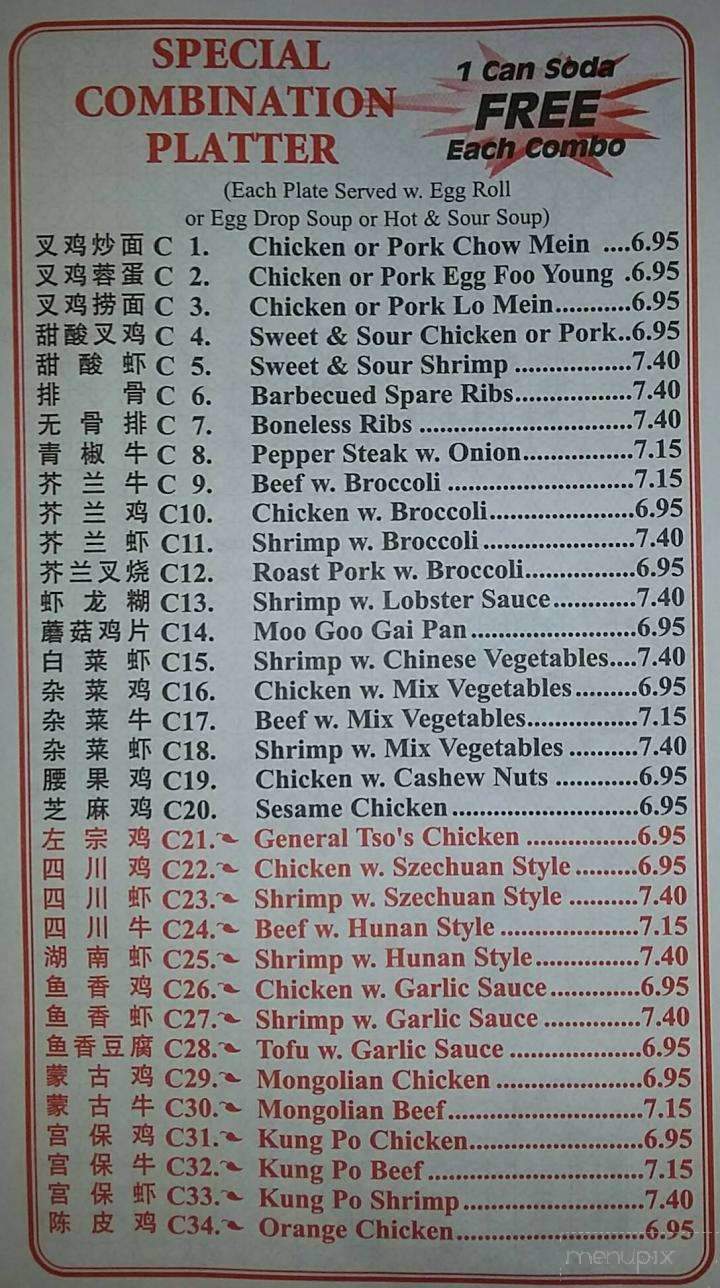 SPECIAL
COMBINATION
PLATTER
1 Can Soda
FREE
Each Combo
(Each Plate Served w. Egg Roll
or Egg Drop Soup or Hot & Sour Soup)
叉鸡炒面 C 1. Chicken or Pork Chow Mein ....6.95
叉鸡蓉蛋 C 2. Chicken or Pork Egg Foo Young .6.95
叉鸡捞面 C 3. Chicken or Pork Lo Mein...........6.95
甜酸叉鸡 C 4. Sweet & Sour Chicken or Pork..6.95
甜酸虾 C 5. Sweet & Sour Shrimp .................7.40
排骨 C 6. Barbecued Spare Ribs.................7.40
无骨排 C 7. Boneless Ribs ...............................7.40
青椒牛 C 8. Pepper Steak w. Onion................7.15
芥兰牛 C 9. Beef w. Broccoli ...........................7.15
芥兰鸡 C10. Chicken w. Broccoli.....................6.95
芥兰虾 C11. Shrimp w. Broccoli ......................7.40
芥兰叉烧 C12. Roast Pork w. Broccoli................6.95
虾龙糊 C13. Shrimp w. Lobster Sauce............7.40
蘑菇鸡片 C14. Moo Goo Gai Pan ........................6.95
白菜虾 C15. Shrimp w. Chinese Vegetables....7.40
杂菜鸡 C16. Chicken w. Mix Vegetables.........6.95
杂菜牛 C17. Beef w. Mix Vegetables................7.15
杂菜虾 C18. Shrimp w. Mix Vegetables ..........7.40
腰果鸡 C19. Chicken w. Cashew Nuts ............6.95
芝麻鸡 C20. Sesame Chicken ...........................6.95
左宗鸡 C21. General Tso's Chicken ................6.95
四川鸡 C22. Chicken w. Szechuan Style .........6.95
四川虾 C23. Shrimp w. Szechuan Style ..........7.40
四川牛 C24. Beef w. Hunan Style ....................7.15
湖南虾 C25. Shrimp w. Hunan Style...............7.40
鱼香鸡 C26. Chicken w. Garlic Sauce.............6.95
鱼香虾 C27. Shrimp w. Garlic Sauce ..............7.40
鱼香豆腐 C28. Tofu w. Garlic Sauce ...................6.95
蒙古鸡 C29. Mongolian Chicken .....................6.95
蒙古牛 C30. Mongolian Beef............................7.15
宫保鸡 C31. Kung Po Chicken.........................6.95
宫保牛 C32. Kung Po Beef ...............................7.15
宫保虾 C33. Kung Po Shrimp ..........................7.40
陈皮鸡 C34. Orange Chicken...........................6.95
menupix